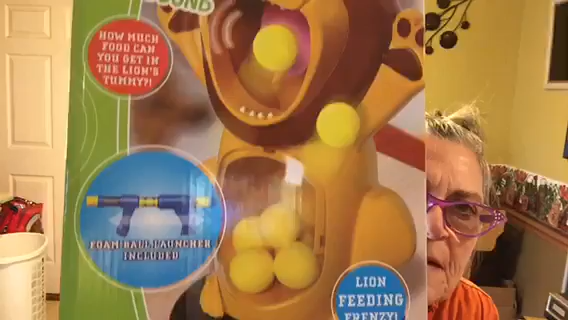 HOW MUCH
FOOD CAN
YOU GET IN
THE LION'S
TUMMY?!
FOAM BALL LAUNCHER
INCLUDED
LION
FEEDING
FRENZY!